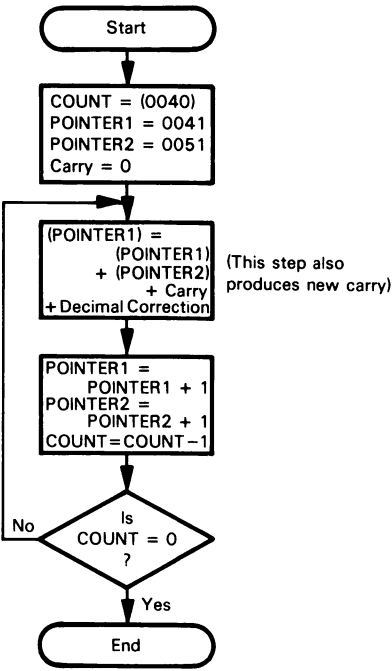 Start
COUNT = (0040)
POINTER1 = 0041
POINTER2 = 0051
Carry = 0
(POINTER1) =
(POINTER1)
+ (POINTER2)
+ Carry
+ Decimal Correction
(This step also
produces new carry)
POINTER1 =
POINTER1 + 1
POINTER2 =
POINTER2 + 1
COUNT=COUNT-1
Is
COUNT = 0
?
No
Yes
End